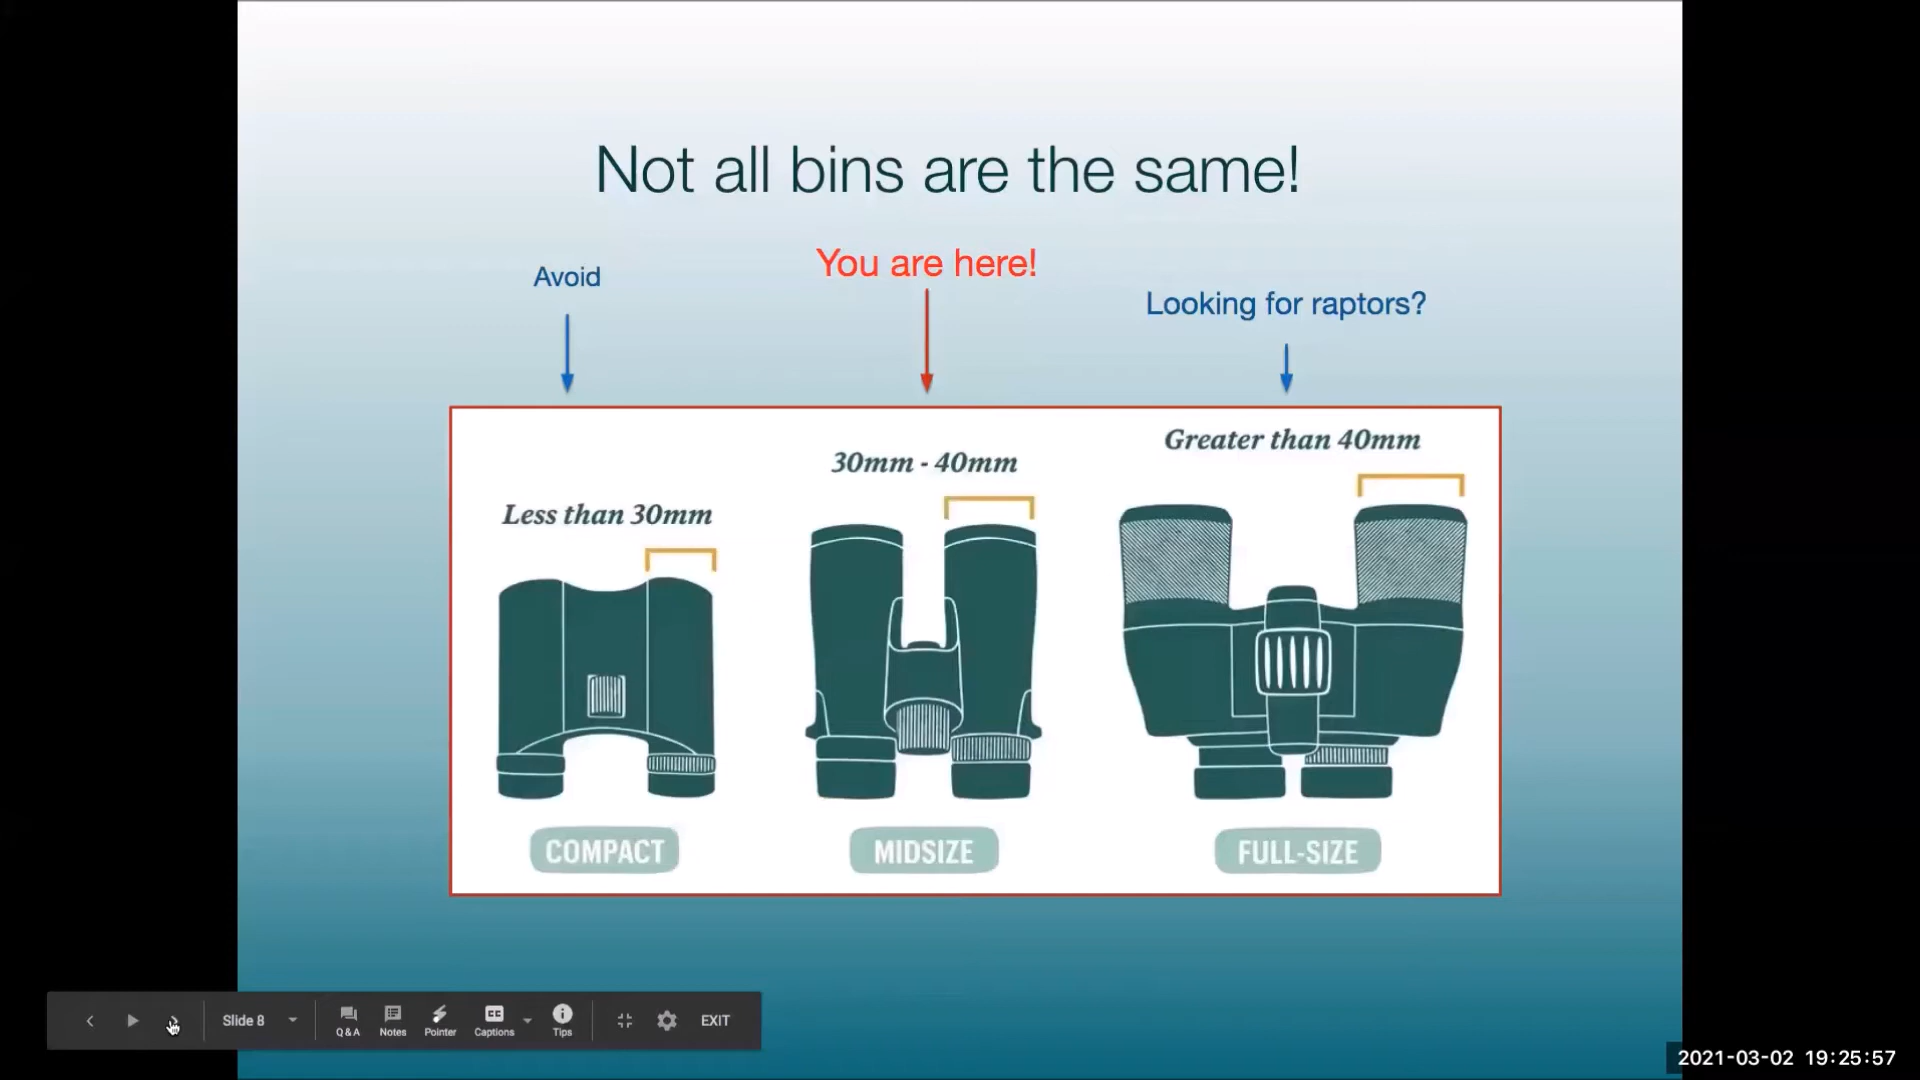 Not all bins are the same!
Avoid
You are here!
Looking for raptors?
Less than 30mm
30mm - 40mm
Greater than 40mm
COMPACT
MIDSIZE
FULL-SIZE
Slide 8
Q & A
Notes
Pointer
CC
Captions
Tips
EXIT
2021-03-02 19:25:57